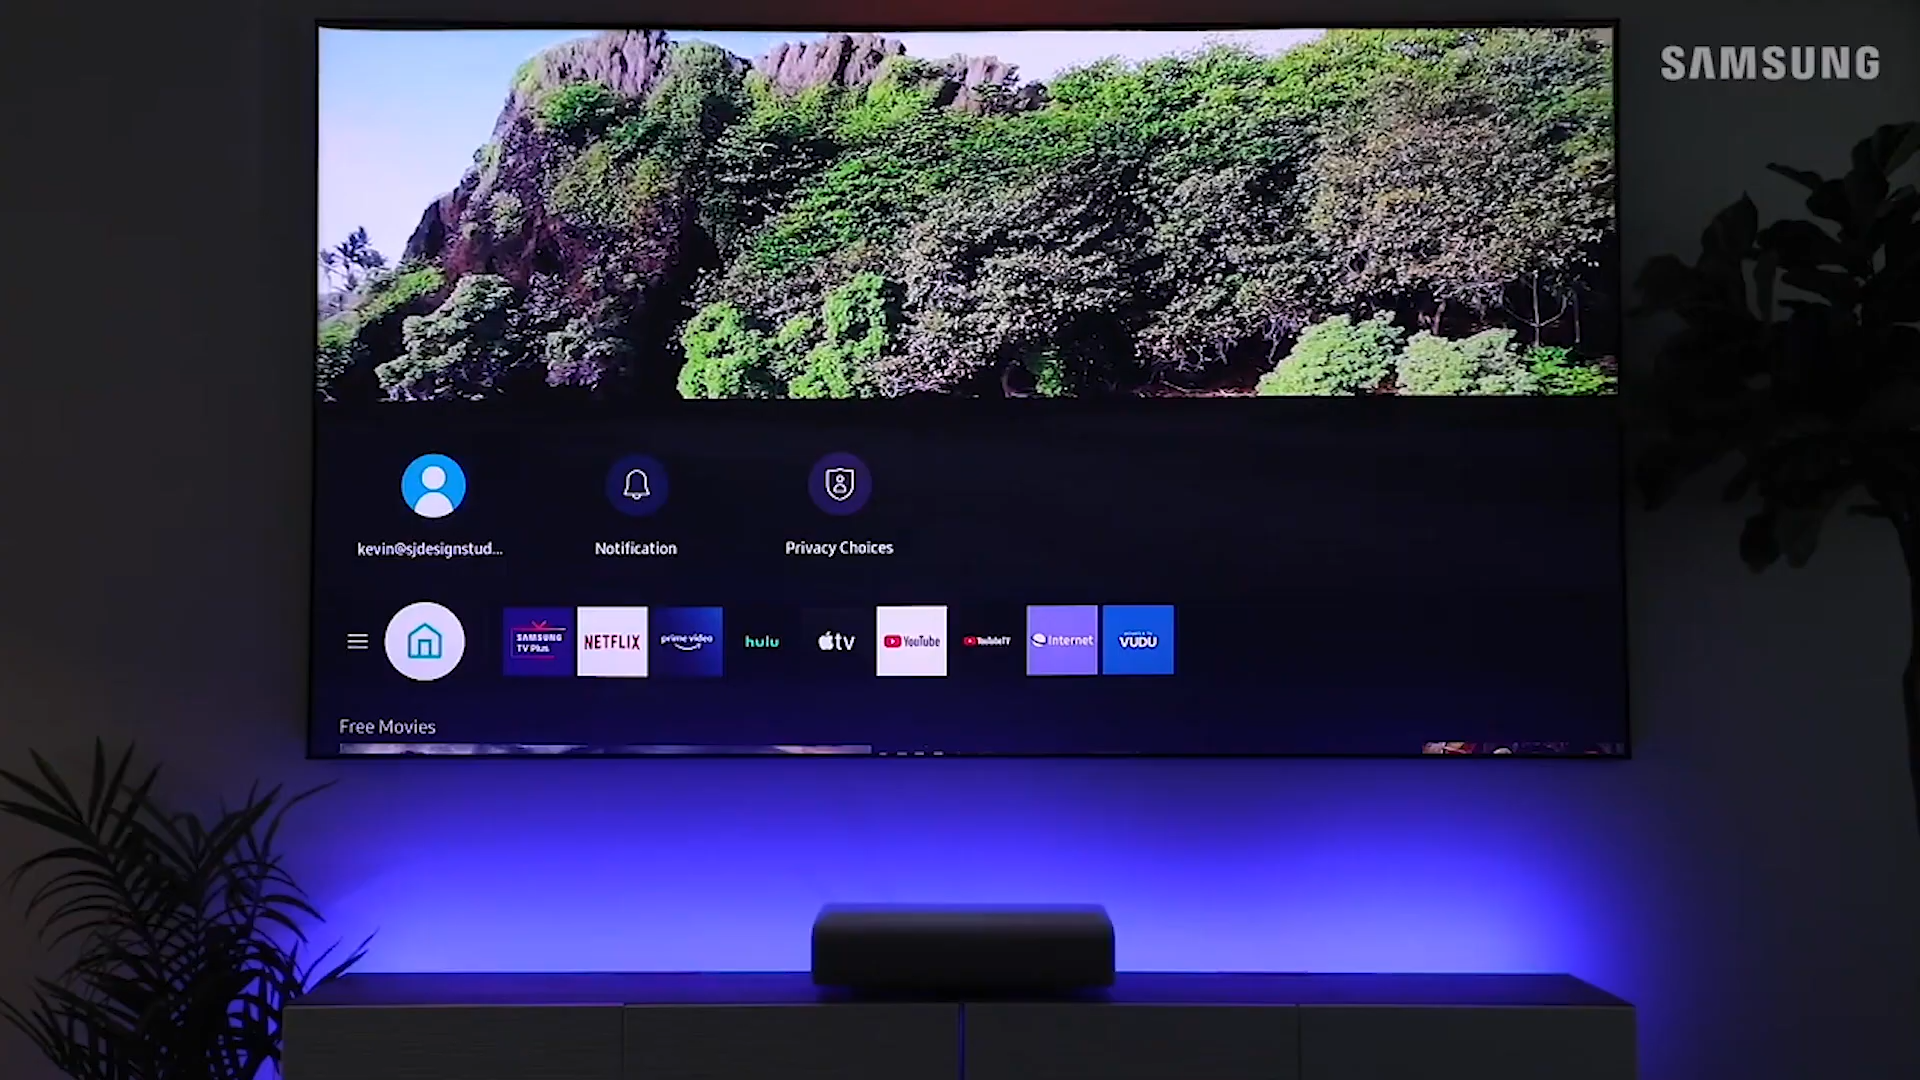 SAMSUNG
kevin@sjdesignstud...
Notification
Privacy Choices
SAMSUNG
TV Plus
NETFLIX
prime video
hulu
tv
YouTube
YouTubeTV
Internet
VUDU
Free Movies